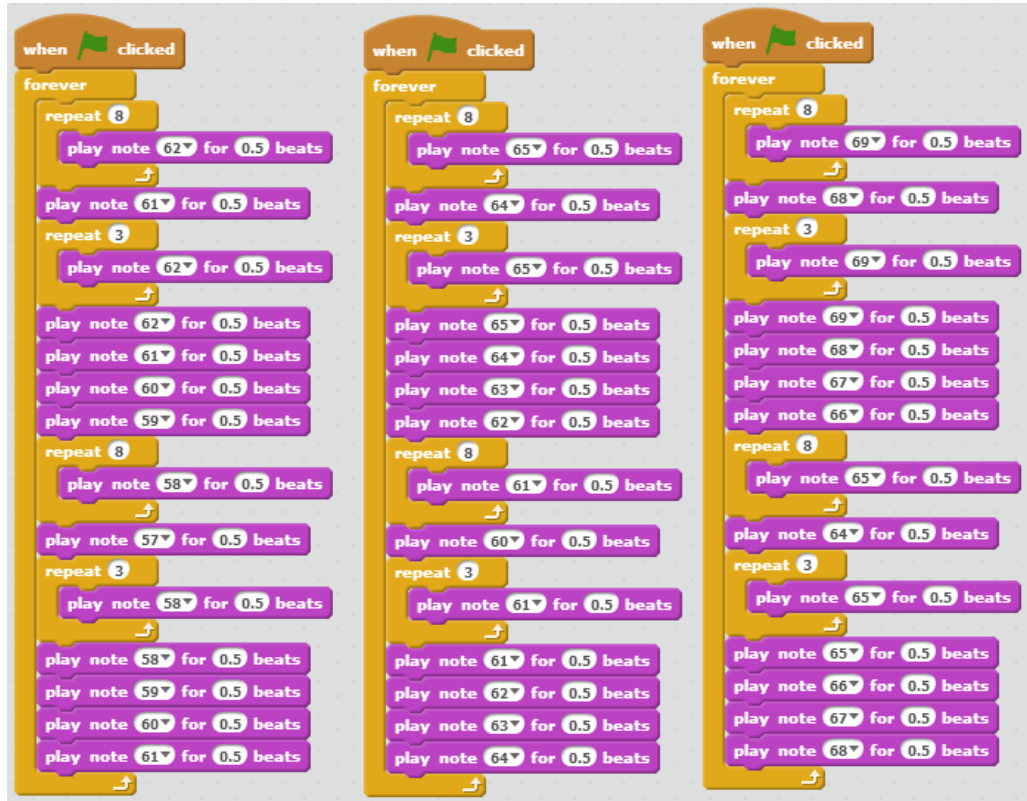 when clicked
forever
repeat 8
play note 62 for 0.5 beats
play note 61 for 0.5 beats
repeat 3
play note 62 for 0.5 beats
play note 62 for 0.5 beats
play note 61 for 0.5 beats
play note 60 for 0.5 beats
play note 59 for 0.5 beats
repeat 8
play note 58 for 0.5 beats
play note 57 for 0.5 beats
repeat 3
play note 58 for 0.5 beats
play note 58 for 0.5 beats
play note 59 for 0.5 beats
play note 60 for 0.5 beats
play note 61 for 0.5 beats
when clicked
forever
repeat 8
play note 65 for 0.5 beats
play note 64 for 0.5 beats
repeat 3
play note 65 for 0.5 beats
play note 65 for 0.5 beats
play note 64 for 0.5 beats
play note 63 for 0.5 beats
play note 62 for 0.5 beats
repeat 8
play note 61 for 0.5 beats
play note 60 for 0.5 beats
repeat 3
play note 61 for 0.5 beats
play note 61 for 0.5 beats
play note 62 for 0.5 beats
play note 63 for 0.5 beats
play note 64 for 0.5 beats
when clicked
forever
repeat 8
play note 69 for 0.5 beats
play note 68 for 0.5 beats
repeat 3
play note 69 for 0.5 beats
play note 69 for 0.5 beats
play note 68 for 0.5 beats
play note 67 for 0.5 beats
play note 66 for 0.5 beats
repeat 8
play note 65 for 0.5 beats
play note 64 for 0.5 beats
repeat 3
play note 65 for 0.5 beats
play note 65 for 0.5 beats
play note 66 for 0.5 beats
play note 67 for 0.5 beats
play note 68 for 0.5 beats